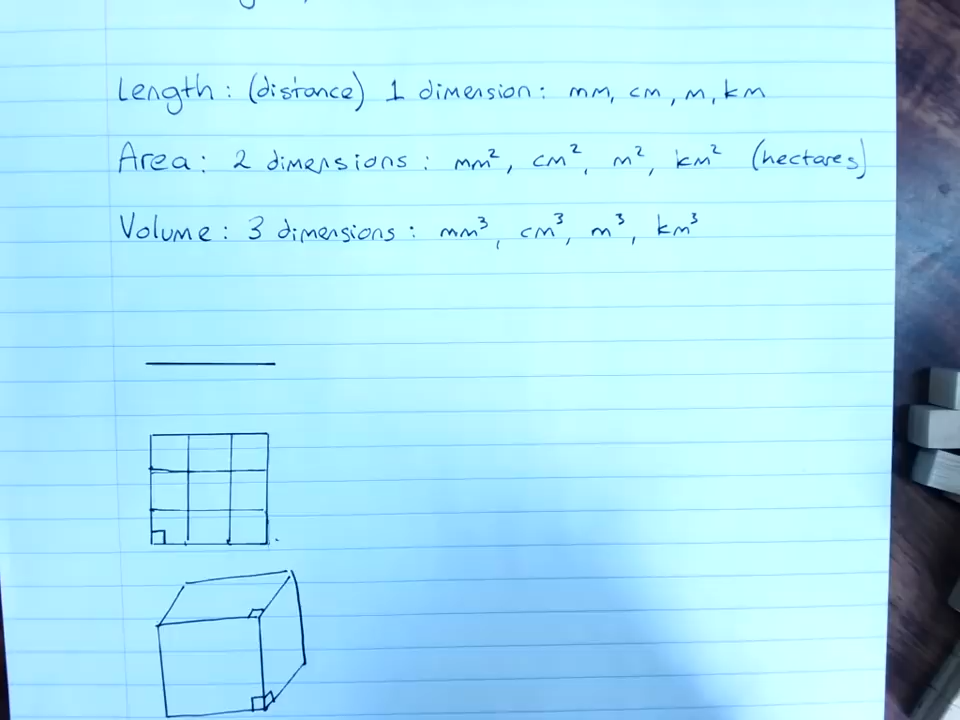 Length: (distance) 1 dimension: mm, cm, m, km
Area: 2 dimensions: mm², cm², m², km² (hectares)
Volume: 3 dimensions: mm³, cm³, m³, km³